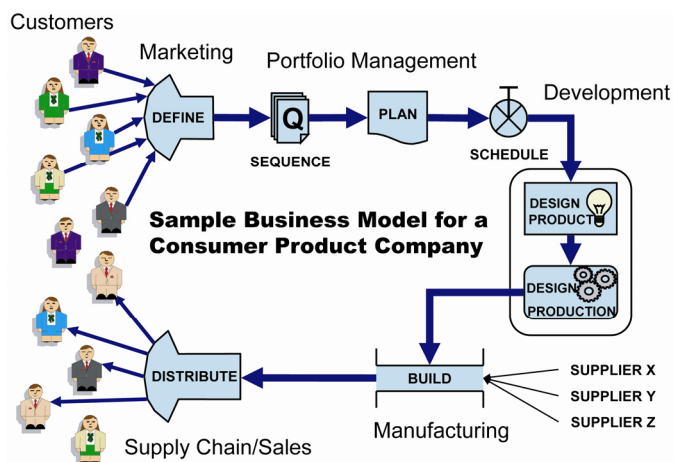 Customers
Marketing
Portfolio Management
Development
DEFINE
Q
SEQUENCE
PLAN
SCHEDULE
Sample Business Model for a
Consumer Product Company
DESIGN
PRODUCT
DESIGN
PRODUCTION
DISTRIBUTE
BUILD
SUPPLIER X
SUPPLIER Y
SUPPLIER Z
Manufacturing
Supply Chain/Sales